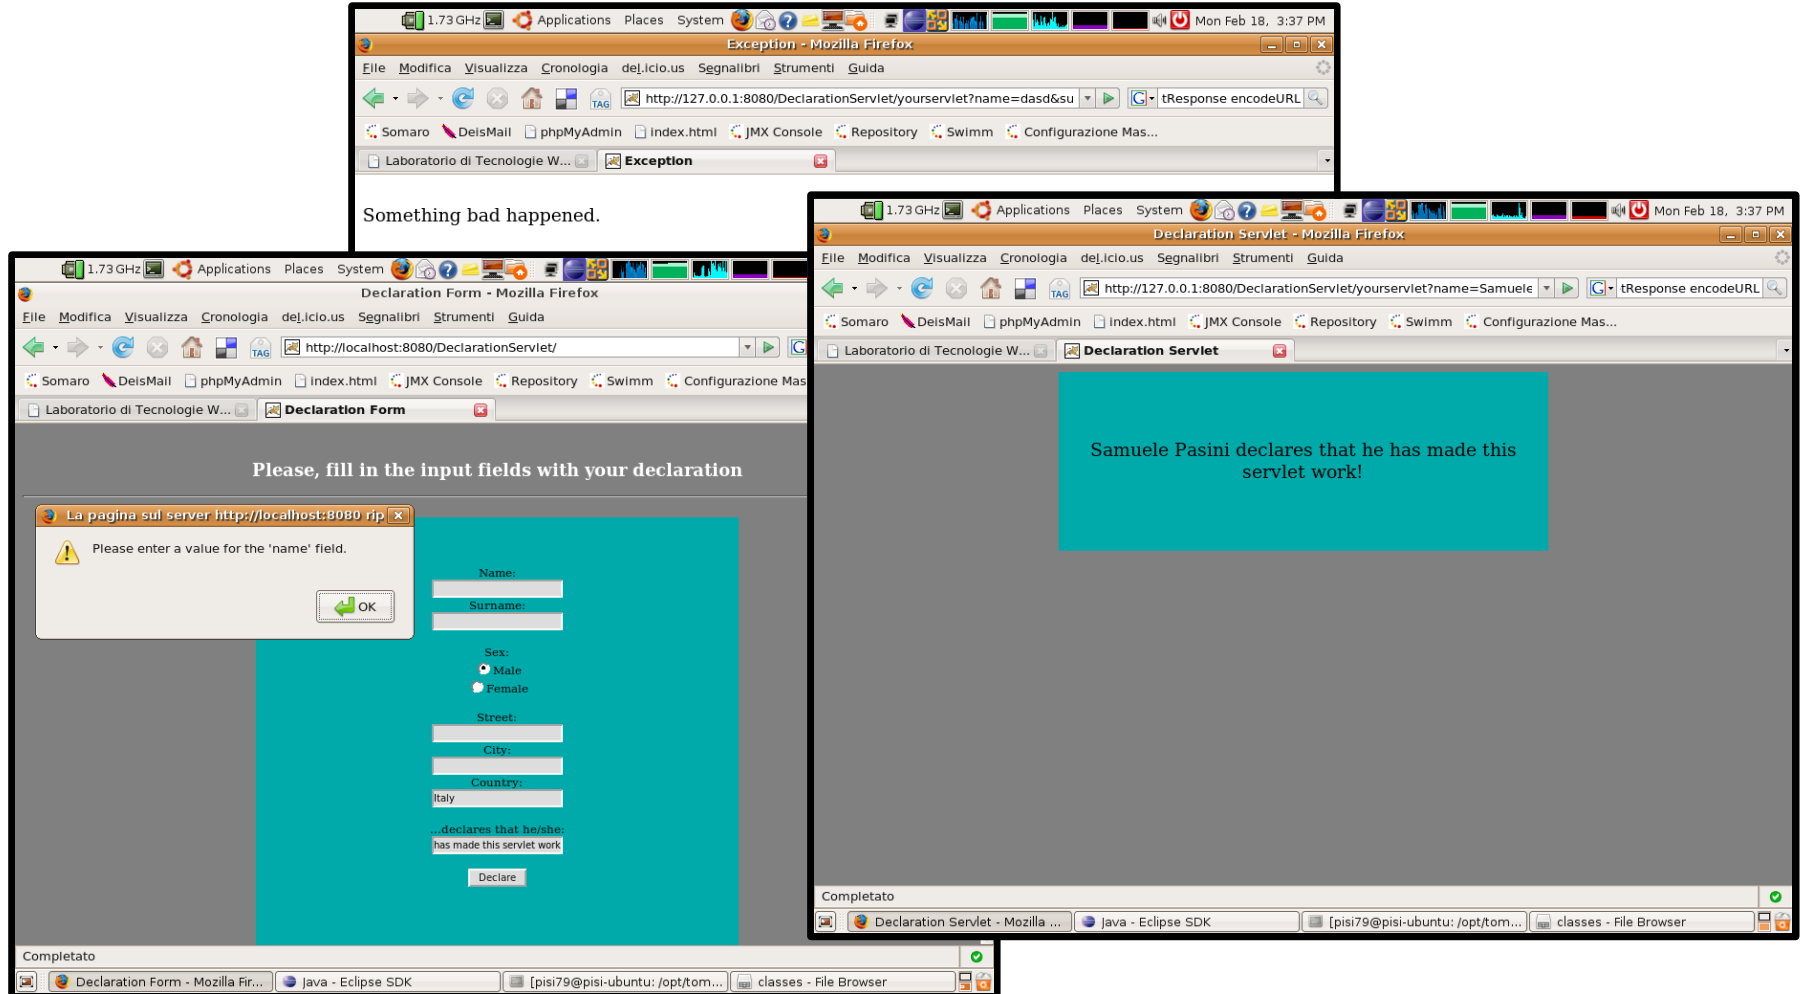 1.73 GHz Applications Places System Mon Feb 18, 3:37 PM
Exception - Mozilla Firefox
File Modifica Visualizza Cronologia del.icio.us Segnalibri Strumenti Guida
TAG http://127.0.0.1:8080/DeclarationServlet/yourservlet?name=dasd&su G tResponse encodeURL
Somaro DeisMail phpMyAdmin index.html JMX Console Repository Swimm Configurazione Mas...
Laboratorio di Tecnologie W... Exception
Something bad happened.
1.73 GHz Applications Places System
Declaration Form - Mozilla Firefox
File Modifica Visualizza Cronologia del.icio.us Segnalibri Strumenti Guida
TAG http://localhost:8080/DeclarationServlet/ G
Somaro DeisMail phpMyAdmin index.html JMX Console Repository Swimm Configurazione Mas
Laboratorio di Tecnologie W... Declaration Form
Please, fill in the input fields with your declaration
La pagina sul server http://localhost:8080 rip
Please enter a value for the 'name' field.
OK
Name:
Surname:
Sex:
Male
Female
Street:
City:
Country:
Italy
...declares that he/she:
has made this servlet work
Declare
Completato
Declaration Form - Mozilla Fir... Java - Eclipse SDK [pisi79@pisi-ubuntu: /opt/tom... classes - File Browser
1.73 GHz Applications Places System Mon Feb 18, 3:37 PM
Declaration Servlet - Mozilla Firefox
File Modifica Visualizza Cronologia del.icio.us Segnalibri Strumenti Guida
TAG http://127.0.0.1:8080/DeclarationServlet/yourservlet?name=Samuele G tResponse encodeURL
Somaro DeisMail phpMyAdmin index.html JMX Console Repository Swimm Configurazione Mas...
Laboratorio di Tecnologie W... Declaration Servlet
Samuele Pasini declares that he has made this
servlet work!
Completato
Declaration Servlet - Mozilla ... Java - Eclipse SDK [pisi79@pisi-ubuntu: /opt/tom... classes - File Browser